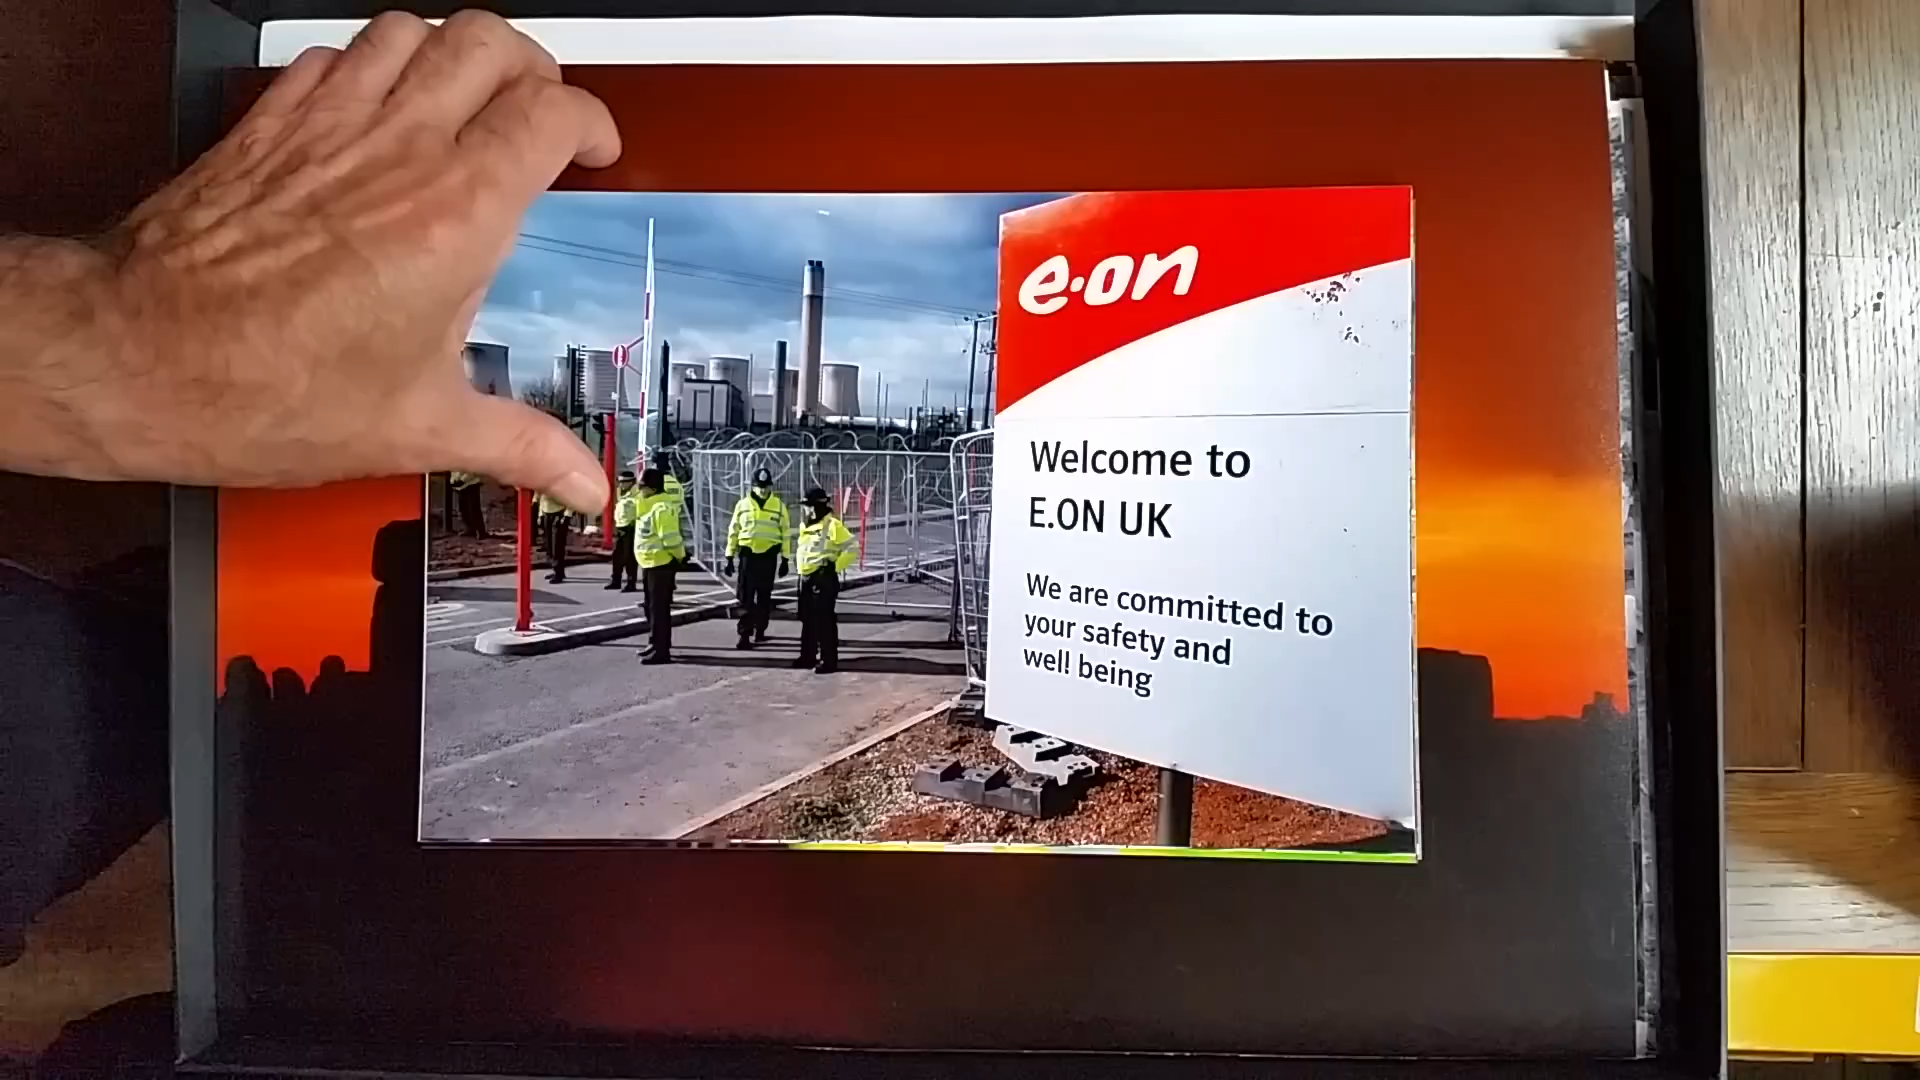 e·on
Welcome to
E.ON UK
We are committed to
your safety and
well being